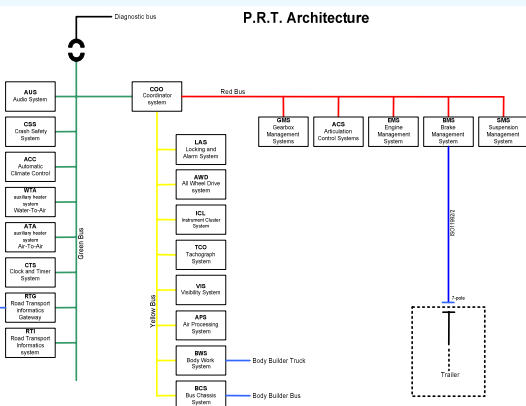 P.R.T. Architecture
Diagnostic bus
AUS
Audio System
CSS
Crash Safety
System
ACC
Automatic
Climate Control
WTA
auxiliary heater
system
Water-To-Air
ATA
auxiliary heater
system
Air-To-Air
CTS
Clock and Timer
System
RTG
Road Transport
informatics
Gateway
RTI
Road Transport
Informatics
system
Green Bus
COO
Coordinator
system
Red Bus
Yellow Bus
LAS
Locking and
Alarm System
AWD
All Wheel Drive
system
ICL
Instrument Cluster
System
TCO
Tachograph
System
VIS
Visibility System
APS
Air Processing
System
BWS
Body Work
System
Body Builder Truck
BCS
Bus Chassis
System
Body Builder Bus
GMS
Gearbox
Management
Systems
ACS
Articulation
Control Systems
EMS
Engine
Management
System
BMS
Brake
Management
System
SMS
Suspension
Management
System
ISO11992/2
7-pole
Trailer